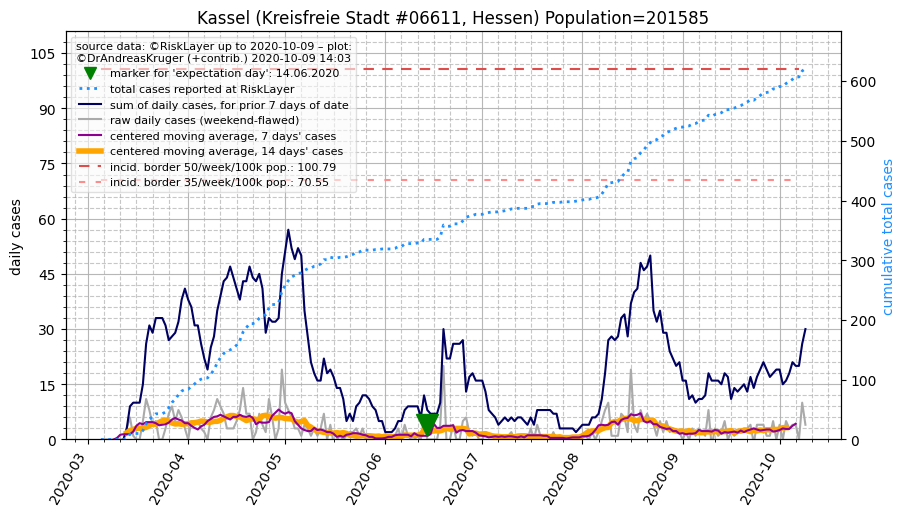 Kassel (Kreisfreie Stadt #06611, Hessen) Population=201585
source data: ©RiskLayer up to 2020-10-09 – plot:
©DrAndreasKruger (+contrib.) 2020-10-09 14:03
marker for 'expectation day': 14.06.2020
total cases reported at RiskLayer
sum of daily cases, for prior 7 days of date
raw daily cases (weekend-flawed)
centered moving average, 7 days' cases
centered moving average, 14 days' cases
incid. border 50/week/100k pop.: 100.79
incid. border 35/week/100k pop.: 70.55
daily cases
105
90
75
60
45
30
15
0
cumulative total cases
600
500
400
300
200
100
0
2020-03
2020-04
2020-05
2020-06
2020-07
2020-08
2020-09
2020-10